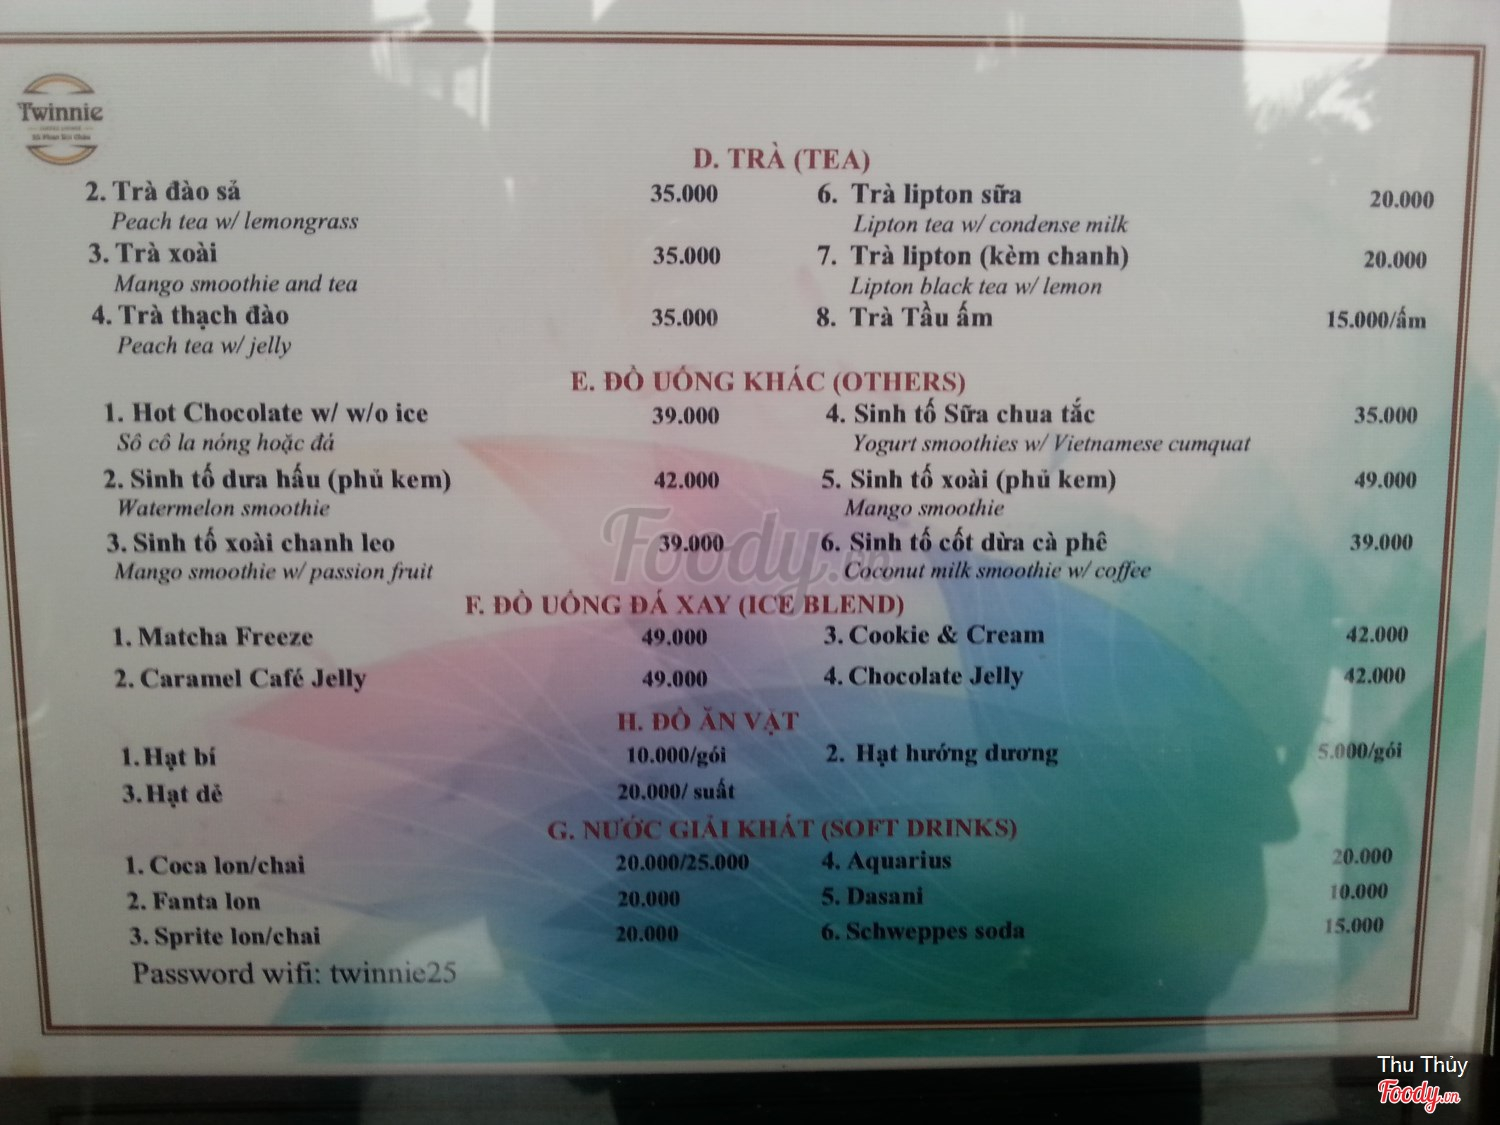 Twinnie
D. TRÀ (TEA)
2. Trà đào sả 35.000
Peach tea w/ lemongrass
3. Trà xoài 35.000
Mango smoothie and tea
4. Trà thạch đào 35.000
Peach tea w/ jelly
6. Trà lipton sữa 20.000
Lipton tea w/ condense milk
7. Trà lipton (kèm chanh) 20.000
Lipton black tea w/ lemon
8. Trà Tầu ấm 15.000/ấm
E. ĐỒ UỐNG KHÁC (OTHERS)
1. Hot Chocolate w/ w/o ice 39.000
Sô cô la nóng hoặc đá
2. Sinh tố dưa hấu (phủ kem) 42.000
Watermelon smoothie
3. Sinh tố xoài chanh leo 39.000
Mango smoothie w/ passion fruit
4. Sinh tố Sữa chua tắc 35.000
Yogurt smoothies w/ Vietnamese cumquat
5. Sinh tố xoài (phủ kem) 49.000
Mango smoothie
6. Sinh tố cốt dừa cà phê 39.000
Coconut milk smoothie w/ coffee
F. ĐỒ UỐNG ĐÁ XAY (ICE BLEND)
1. Matcha Freeze 49.000
2. Caramel Café Jelly 49.000
3. Cookie & Cream 42.000
4. Chocolate Jelly 42.000
H. ĐỒ ĂN VẶT
1. Hạt bí 10.000/gói
2. Hạt hướng dương 5.000/gói
3. Hạt dẻ 20.000/ suất
G. NƯỚC GIẢI KHÁT (SOFT DRINKS)
1. Coca lon/chai 20.000/25.000
2. Fanta lon 20.000
3. Sprite lon/chai 20.000
4. Aquarius 20.000
5. Dasani 10.000
6. Schweppes soda 15.000
Password wifi: twinnie25
Foody.vn
Thu Thủy
Foody.vn